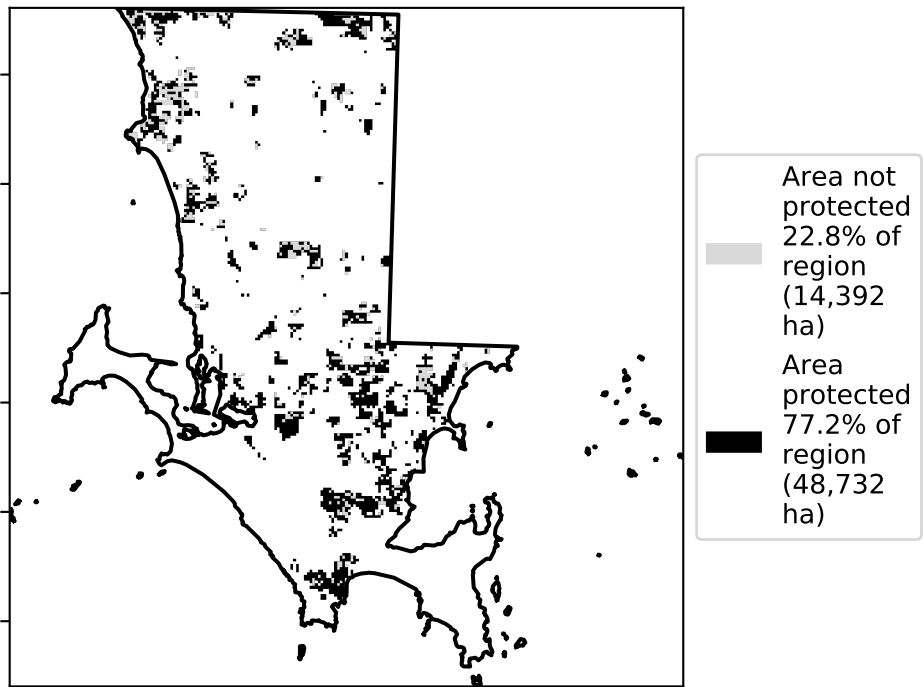 Area not
protected
22.8% of
region
(14,392
ha)
Area
protected
77.2% of
region
(48,732
ha)